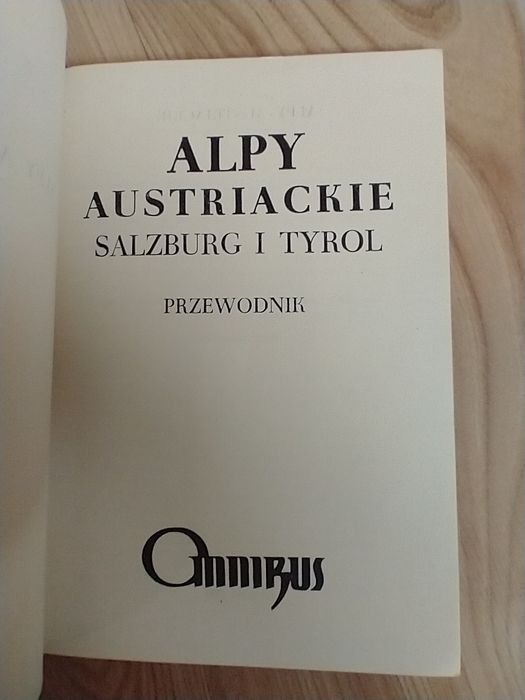 ALPY
AUSTRIACKIE
SALZBURG I TYROL
PRZEWODNIK
OMNIBUS